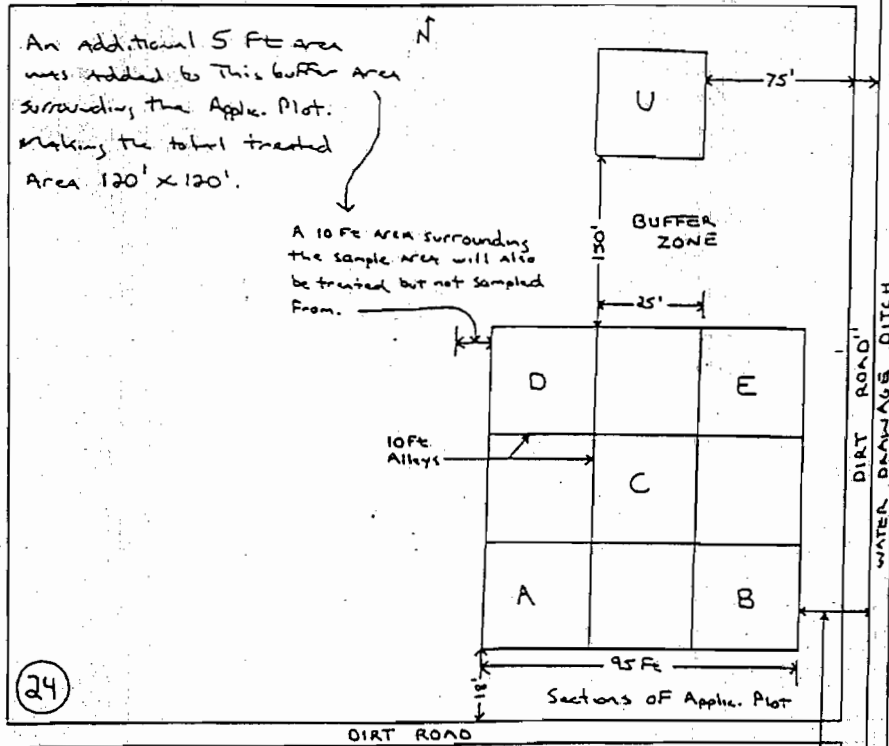 An Additional 5 Ft area
was added to This buffer Area
surrounding the Applic. Plot.
Making the total treated
Area 120' x 120'.
N
U
75'
A 10 Ft Area surrounding
the sample area will also
be treated but not sampled
From.
150'
BUFFER
ZONE
25'
D
E
10 Ft.
Alleys
C
A
B
95 Ft
18'
Sections of Applic. Plot
24
DIRT ROAD
DIRT ROAD
WATER DRAWAGE DITCH